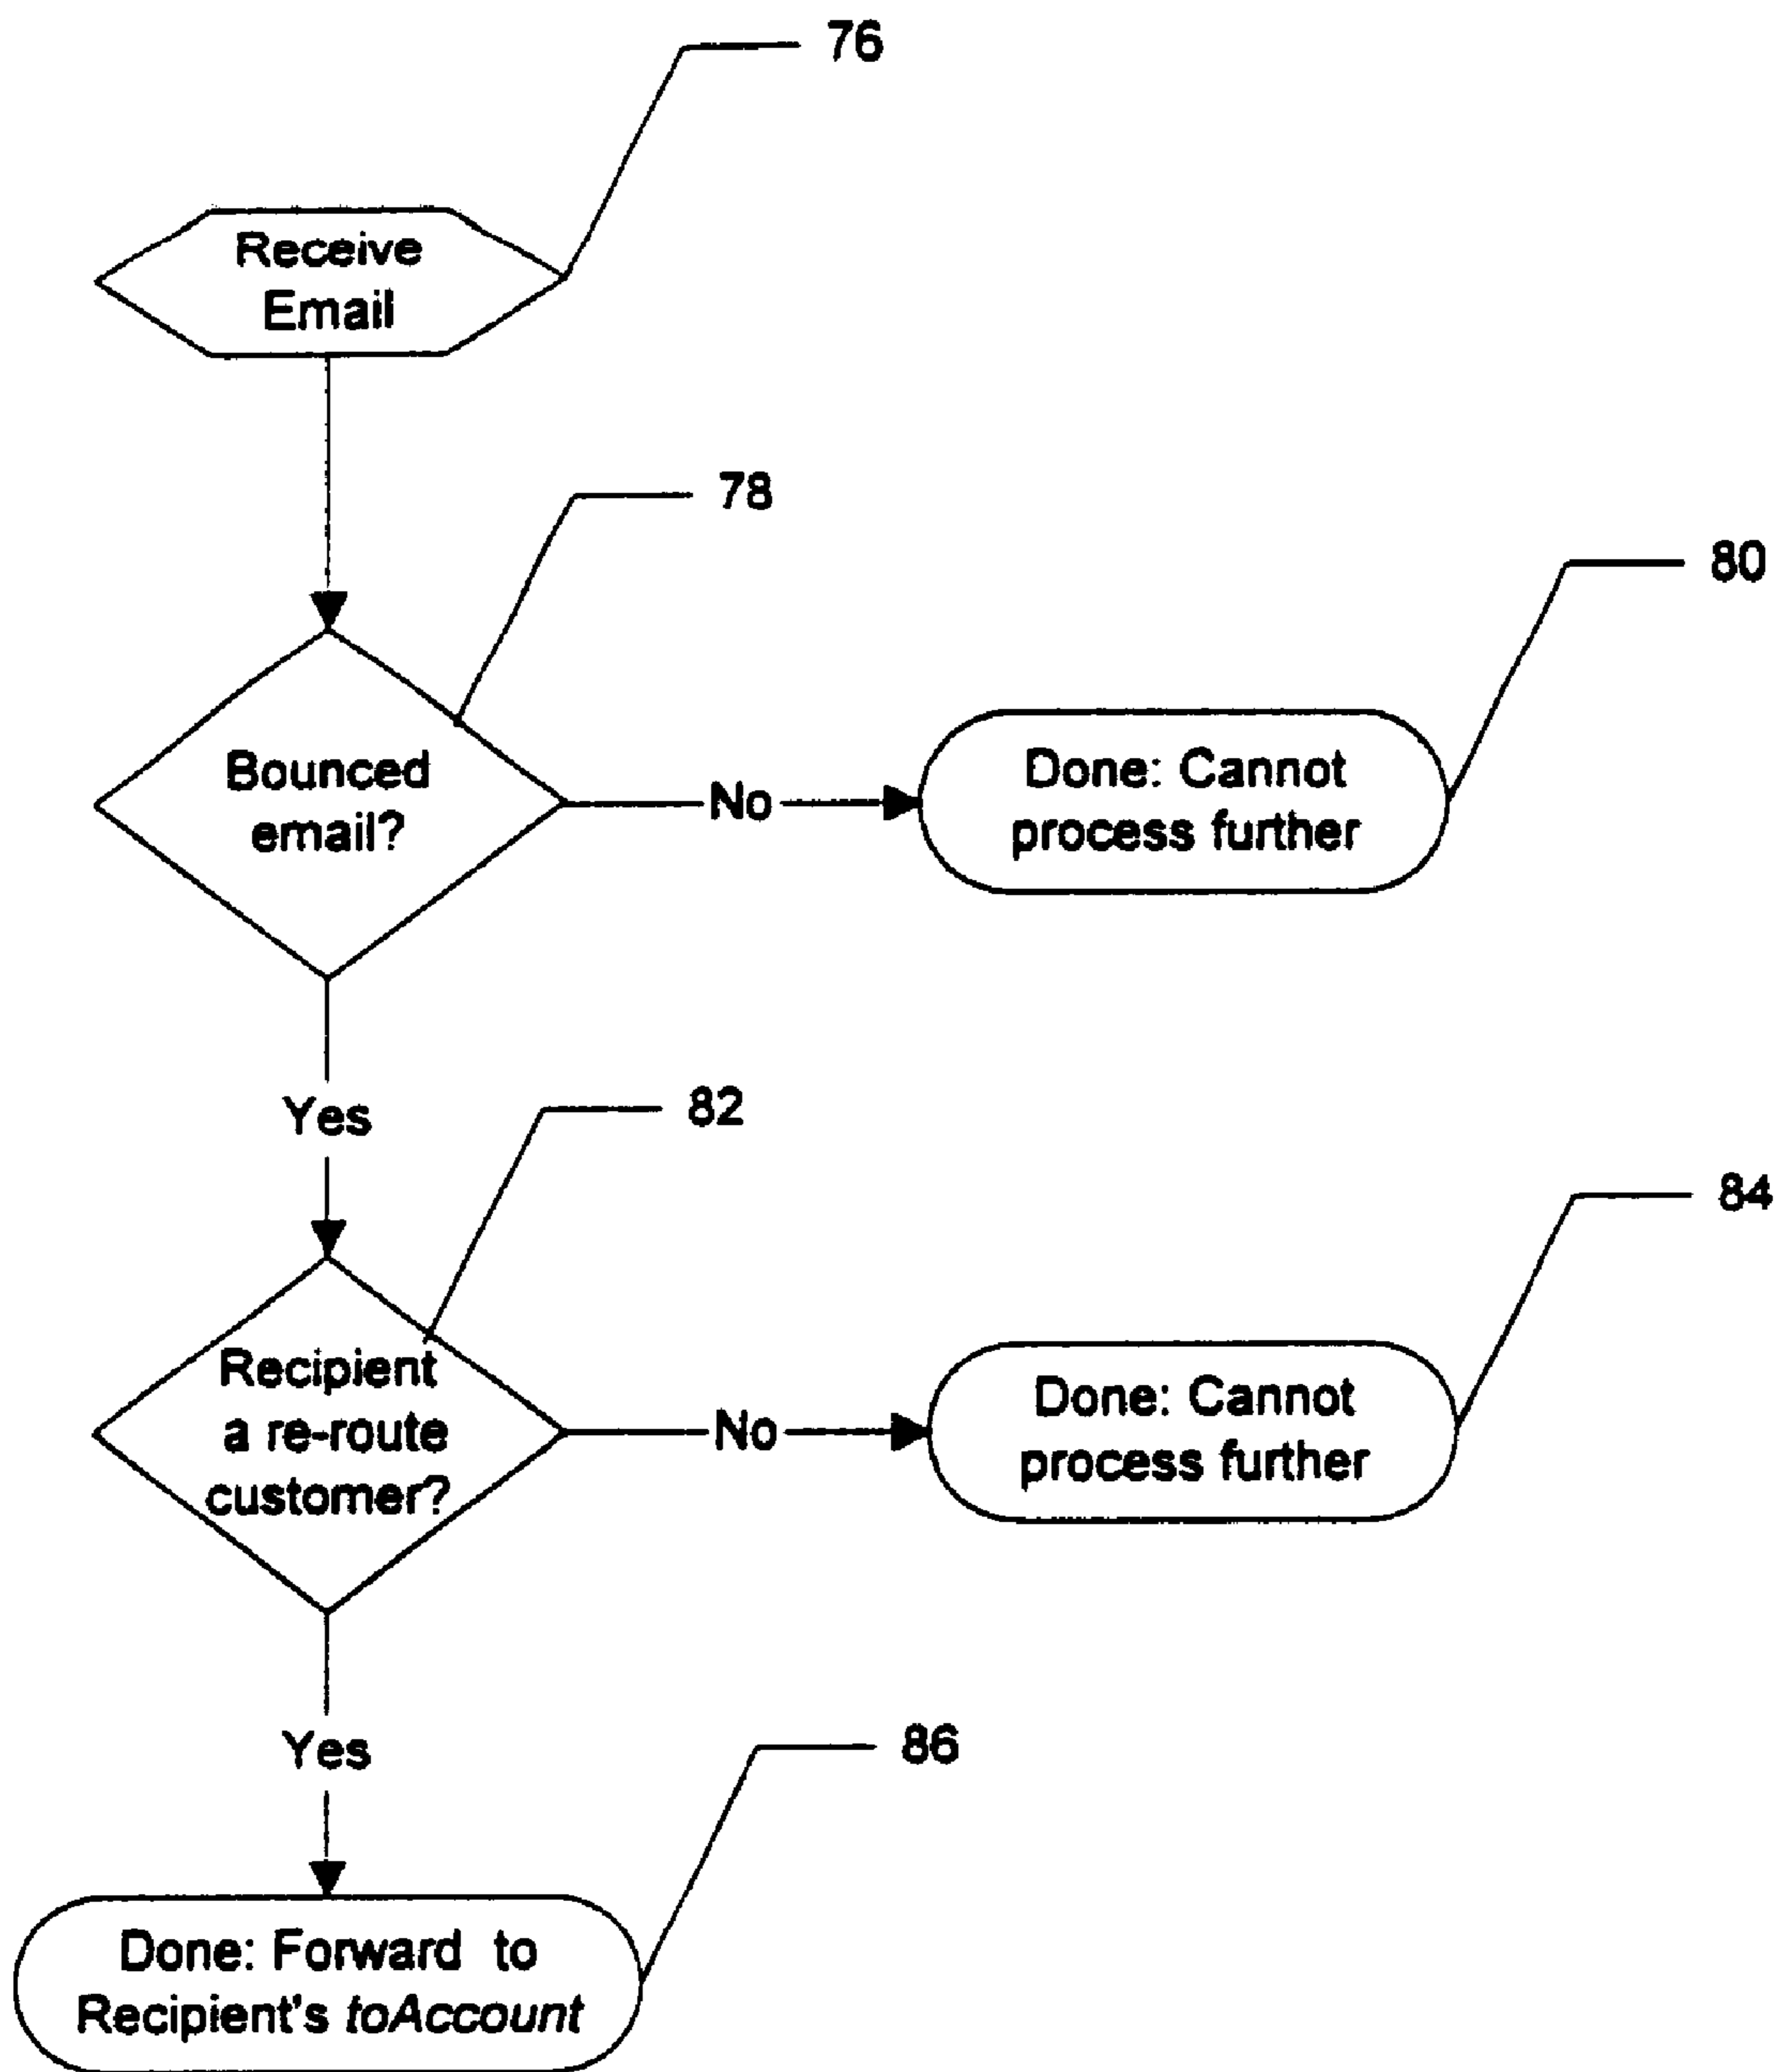 76
Receive
Email
78
80
Bounced
email?
No
Done: Cannot
process further
Yes
82
84
Recipient
a re-route
customer?
No
Done: Cannot
process further
Yes
86
Done: Forward to
Recipient's toAccount